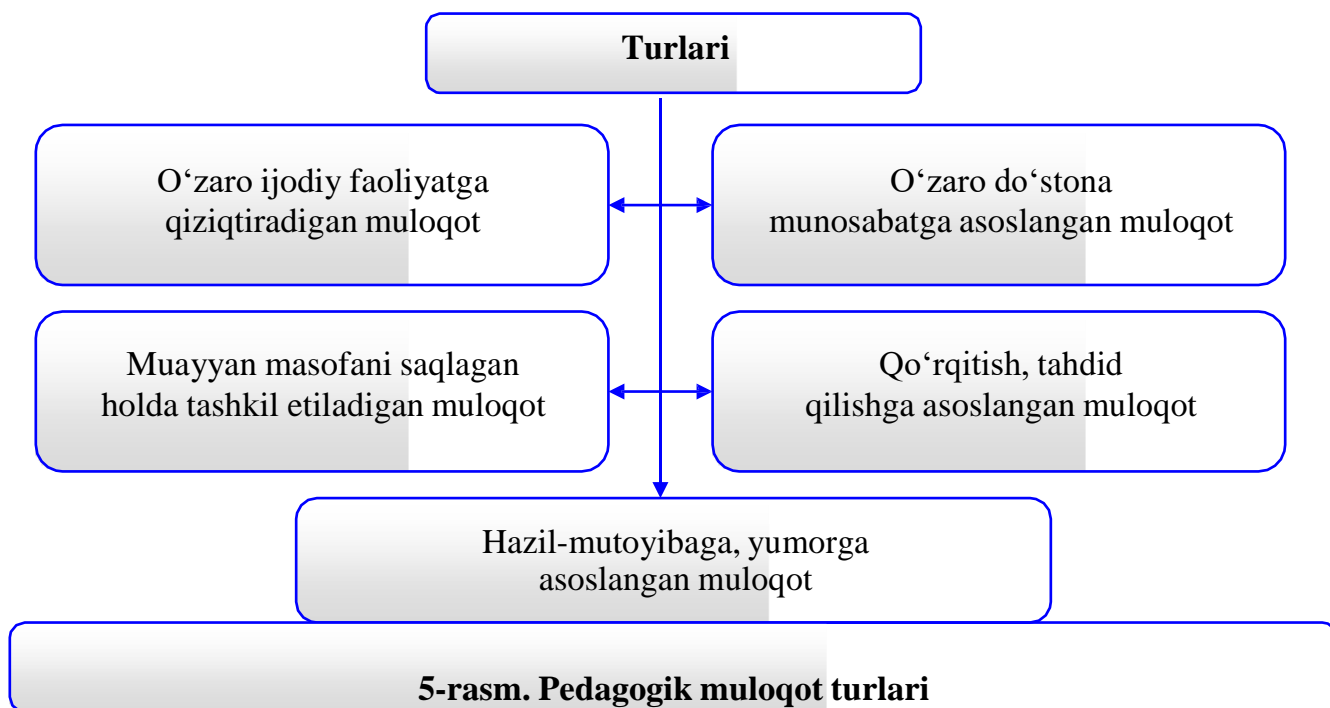 Turlari
O‘zaro ijodiy faoliyatga
qiziqtiradigan muloqot
O‘zaro do‘stona
munosabatga asoslangan muloqot
Muayyan masofani saqlagan
holda tashkil etiladigan muloqot
Qo‘rqitish, tahdid
qilishga asoslangan muloqot
Hazil-mutoyibaga, yumorga
asoslangan muloqot
5-rasm. Pedagogik muloqot turlari